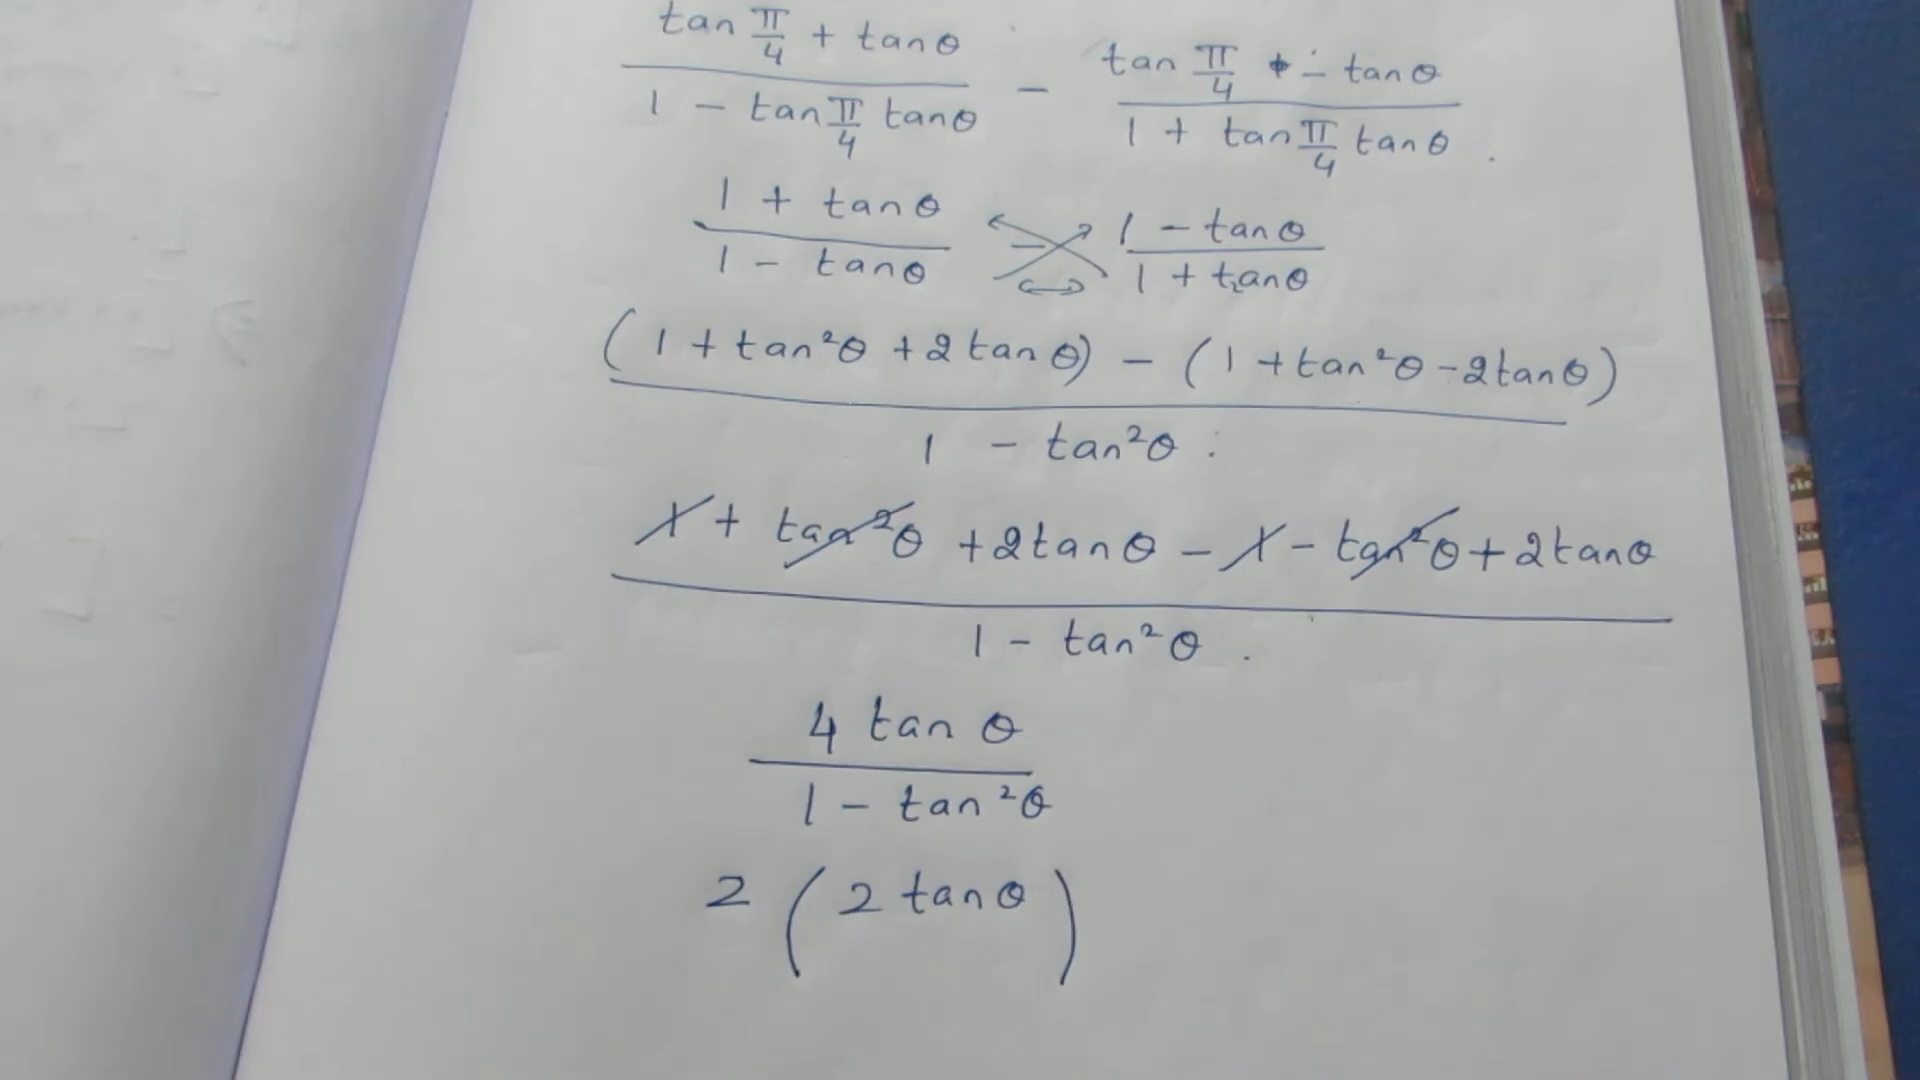 tan π/4 + tanθ / 1 - tan π/4 tanθ - tan π/4 - tanθ / 1 + tan π/4 tanθ .
1 + tanθ / 1 - tanθ - 1 - tanθ / 1 + tanθ
(1 + tan²θ + 2 tanθ) - (1 + tan²θ - 2tanθ)
1 - tan²θ :
1 + tan²θ + 2tanθ - 1 - tan²θ + 2tanθ
1 - tan²θ .
4 tan θ
1 - tan²θ
2 ( 2 tanθ )